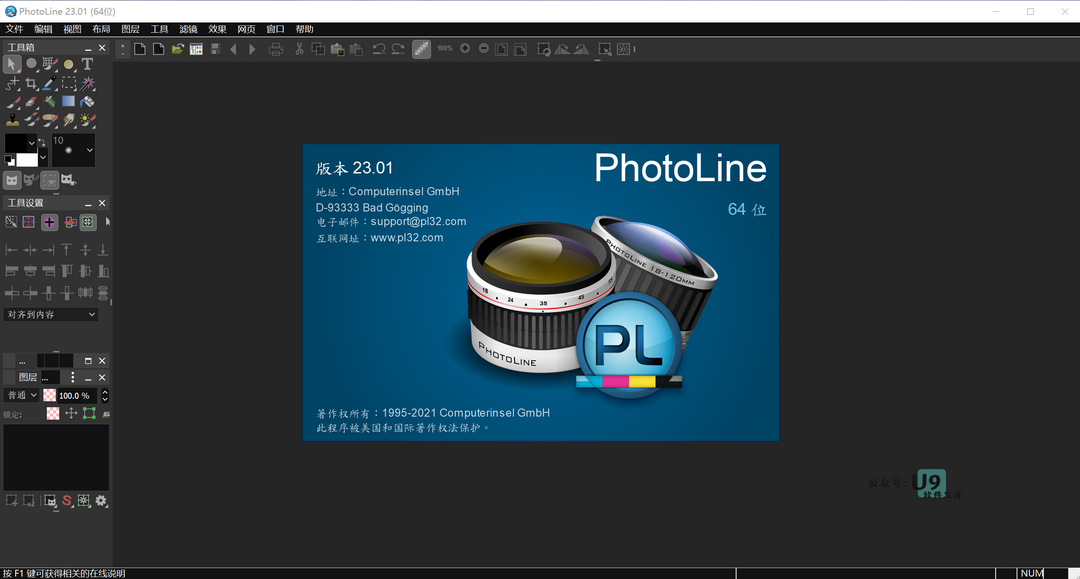 PhotoLine 23.01 (64位)
文件 编辑 视图 布局 图层 工具 滤镜 效果 网页 窗口 帮助
工具箱
100%
10
工具设置
对齐到内容
...
图层 ...
普通 100.0 %
锁定:
版本 23.01
PhotoLine
64 位
地址：Computerinsel GmbH
D-93333 Bad Gögging
电子邮件：support@pl32.com
互联网址：www.pl32.com
PHOTOLINE 18-120MM
18 24 35 45
PHOTOLINE
PL
著作权所有：1995-2021 Computerinsel GmbH
此程序被美国和国际著作权法保护。
公众号:
U9
按 F1 键可获得相关的在线说明
NUM